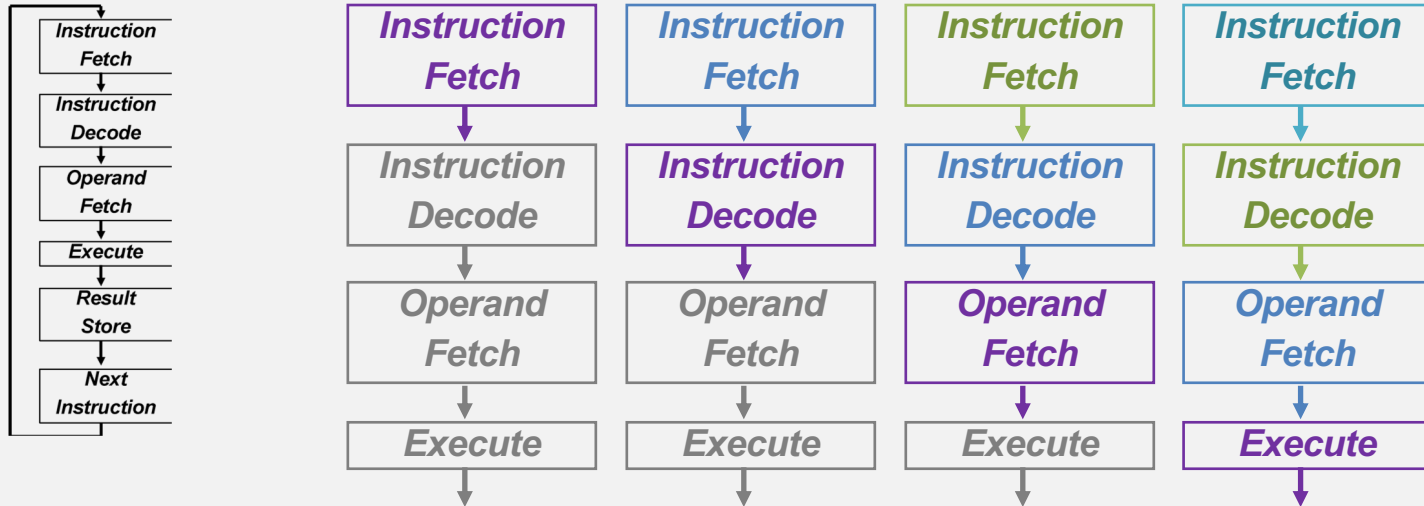 Instruction
Fetch
Instruction
Decode
Operand
Fetch
Execute
Result
Store
Next
Instruction
Instruction
Fetch
Instruction
Decode
Operand
Fetch
Execute
Instruction
Fetch
Instruction
Decode
Operand
Fetch
Execute
Instruction
Fetch
Instruction
Decode
Operand
Fetch
Execute
Instruction
Fetch
Instruction
Decode
Operand
Fetch
Execute